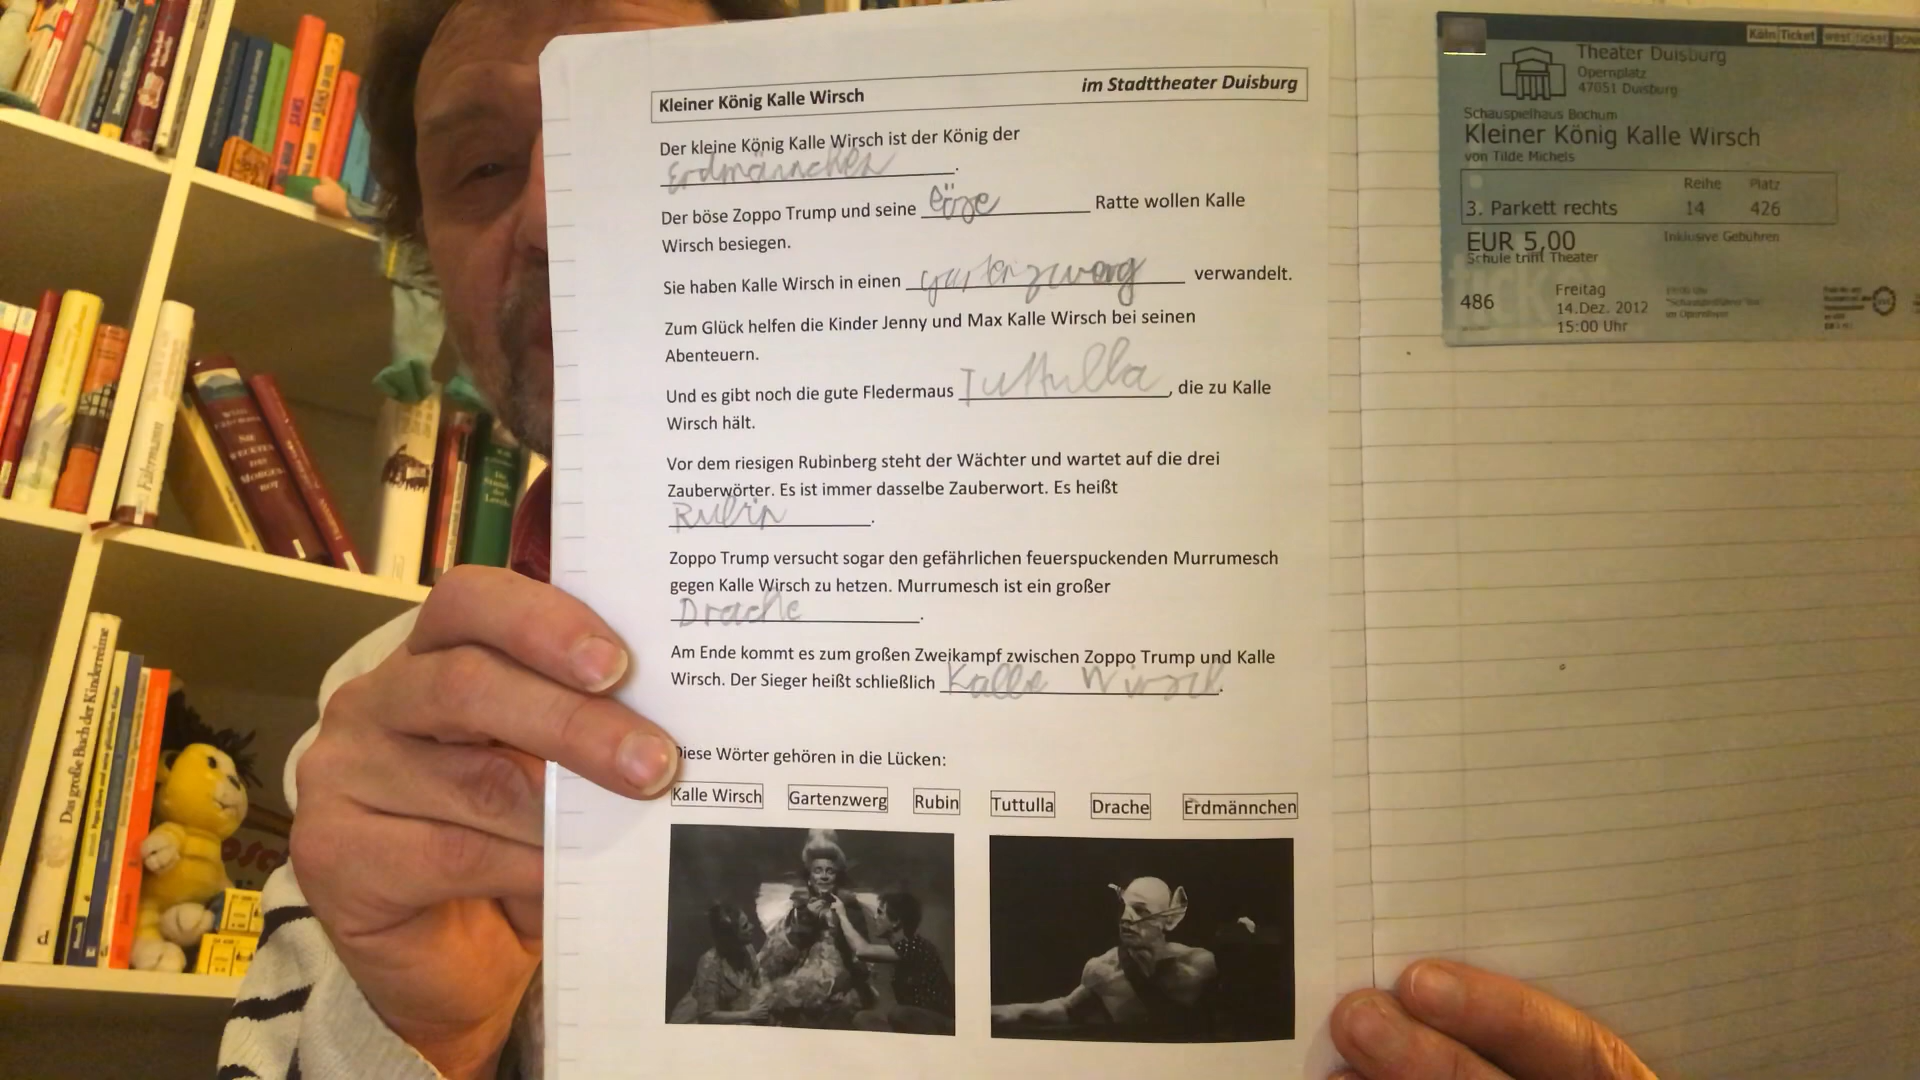 Kleiner König Kalle Wirsch im Stadttheater Duisburg
Der kleine König Kalle Wirsch ist der König der
Erdmännchen.
Der böse Zoppo Trump und seine Ratte wollen Kalle
Wirsch besiegen.
Sie haben Kalle Wirsch in einen Gartenzwerg verwandelt.
Zum Glück helfen die Kinder Jenny und Max Kalle Wirsch bei seinen
Abenteuern.
Und es gibt noch die gute Fledermaus Tuttulla, die zu Kalle
Wirsch hält.
Vor dem riesigen Rubinberg steht der Wächter und wartet auf die drei
Zauberwörter. Es ist immer dasselbe Zauberwort. Es heißt
Rubin.
Zoppo Trump versucht sogar den gefährlichen feuerspuckenden Murrumesch
gegen Kalle Wirsch zu hetzen. Murrumesch ist ein großer
Drache.
Am Ende kommt es zum großen Zweikampf zwischen Zoppo Trump und Kalle
Wirsch. Der Sieger heißt schließlich Kalle Wirsch.
Diese Wörter gehören in die Lücken:
Kalle Wirsch Gartenzwerg Rubin Tuttulla Drache Erdmännchen
KölnTicket
Theater Duisburg
Opernplatz
47051 Duisburg
Schauspielhaus Bochum
Kleiner König Kalle Wirsch
von Tilde Michels
Reihe Platz
3. Parkett rechts 14 426
EUR 5,00 Inklusive Gebühren
Schule trifft Theater
486
Freitag
14.Dez. 2012
15:00 Uhr
Das große Buch der Kinderreime
Fährmann